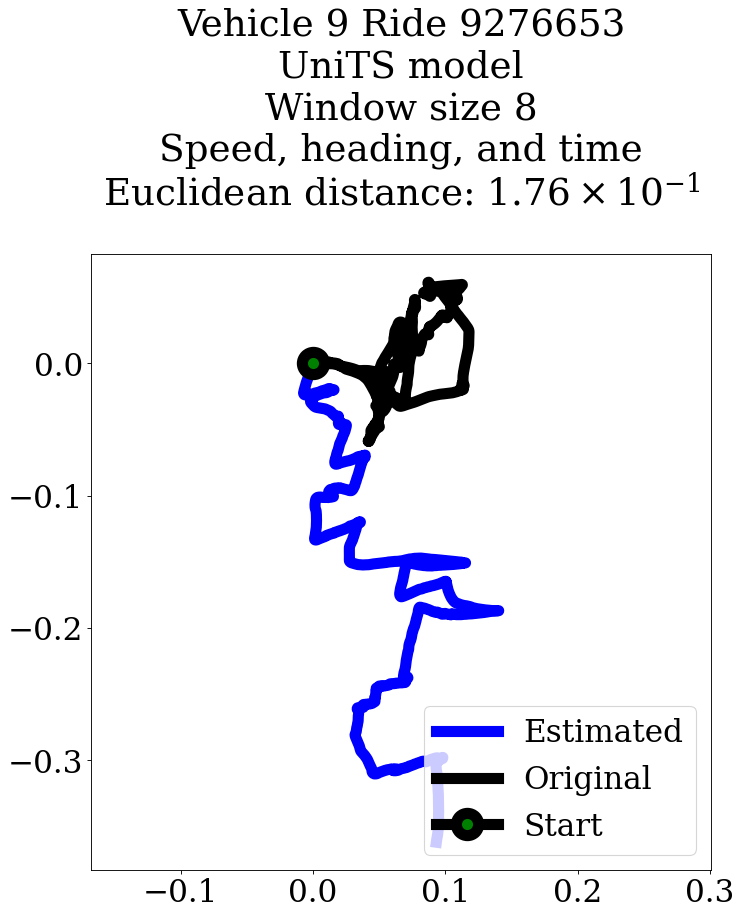 Vehicle 9 Ride 9276653
UniTS model
Window size 8
Speed, heading, and time
Euclidean distance: 1.76 × 10⁻¹
0.0
−0.1
−0.2
−0.3
Estimated
Original
Start
−0.1 0.0 0.1 0.2 0.3